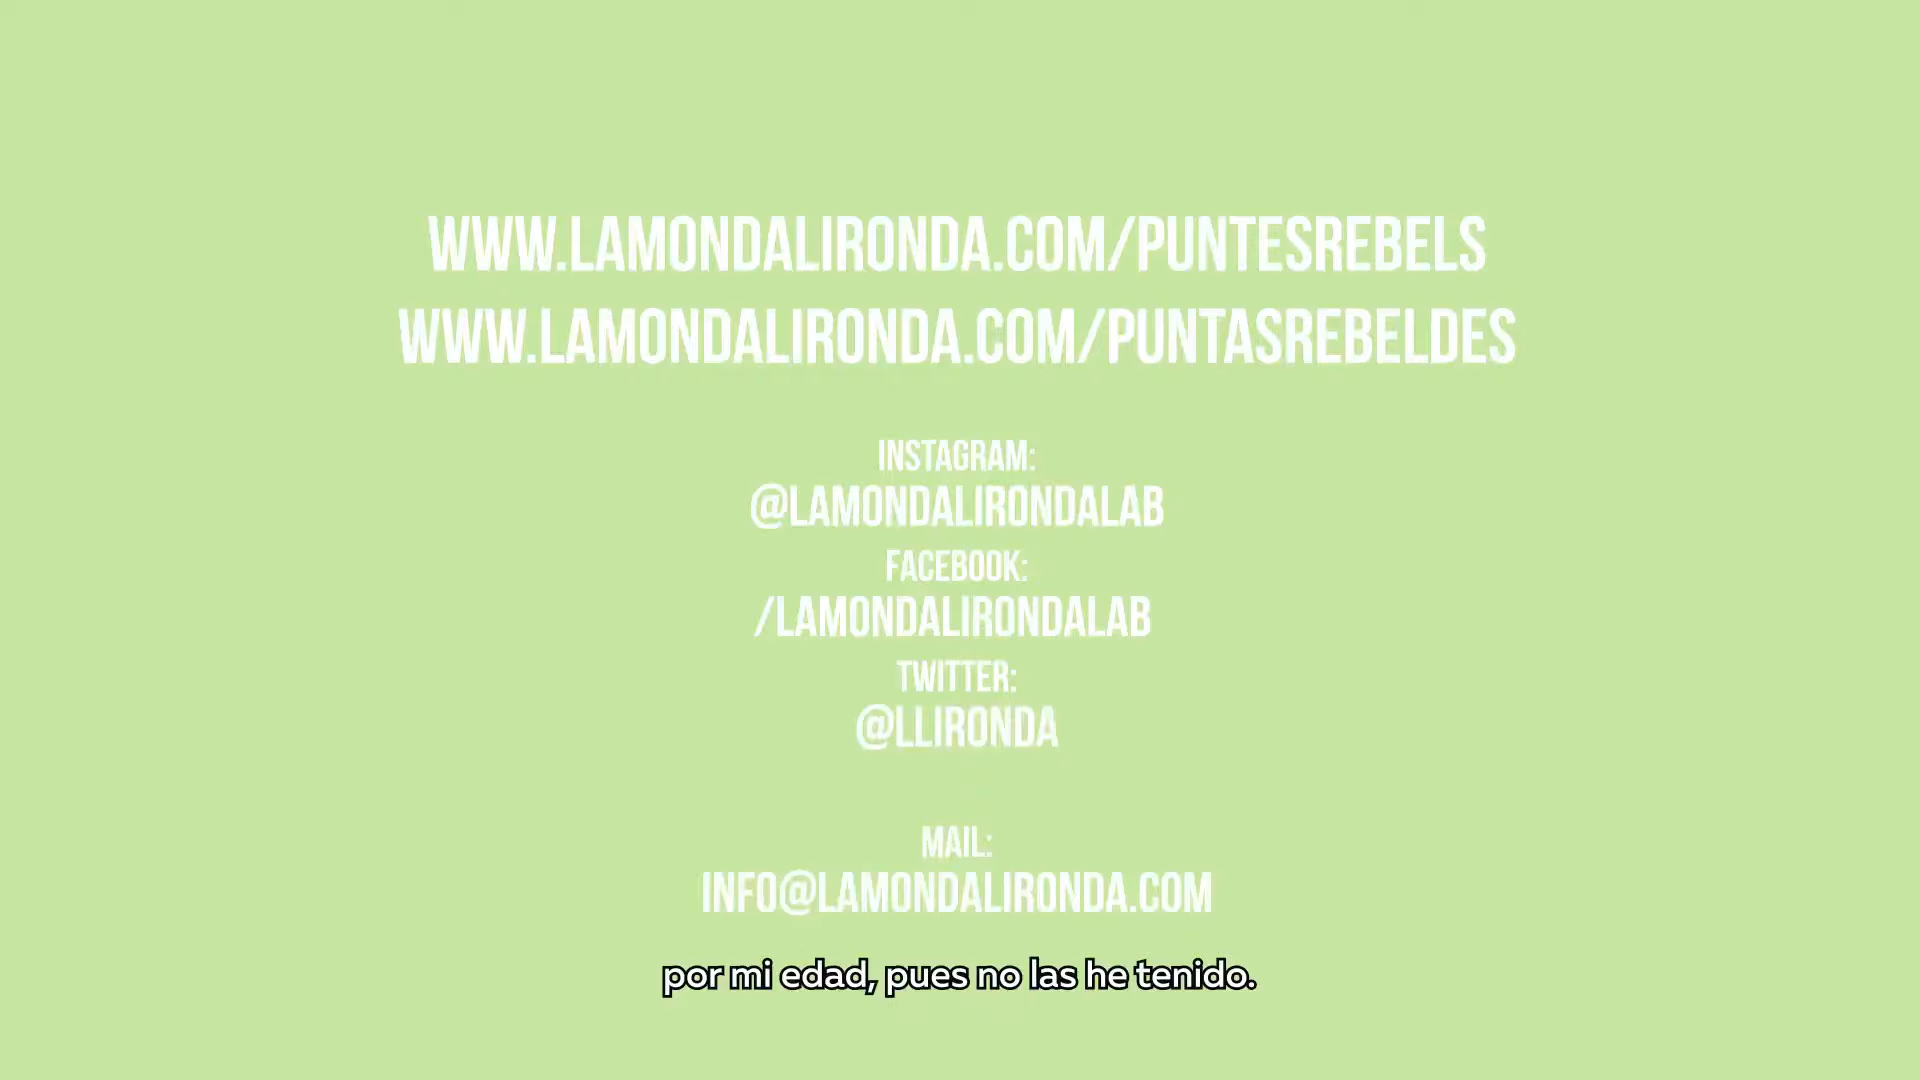 WWW.LAMONDALIRONDA.COM/PUNTESREBELS
WWW.LAMONDALIRONDA.COM/PUNTASREBELDES
INSTAGRAM:
@LAMONDALIRONDALAB
FACEBOOK:
/LAMONDALIRONDALAB
TWITTER:
@LLIRONDA
MAIL:
INFO@LAMONDALIRONDA.COM
por mi edad, pues no las he tenido.